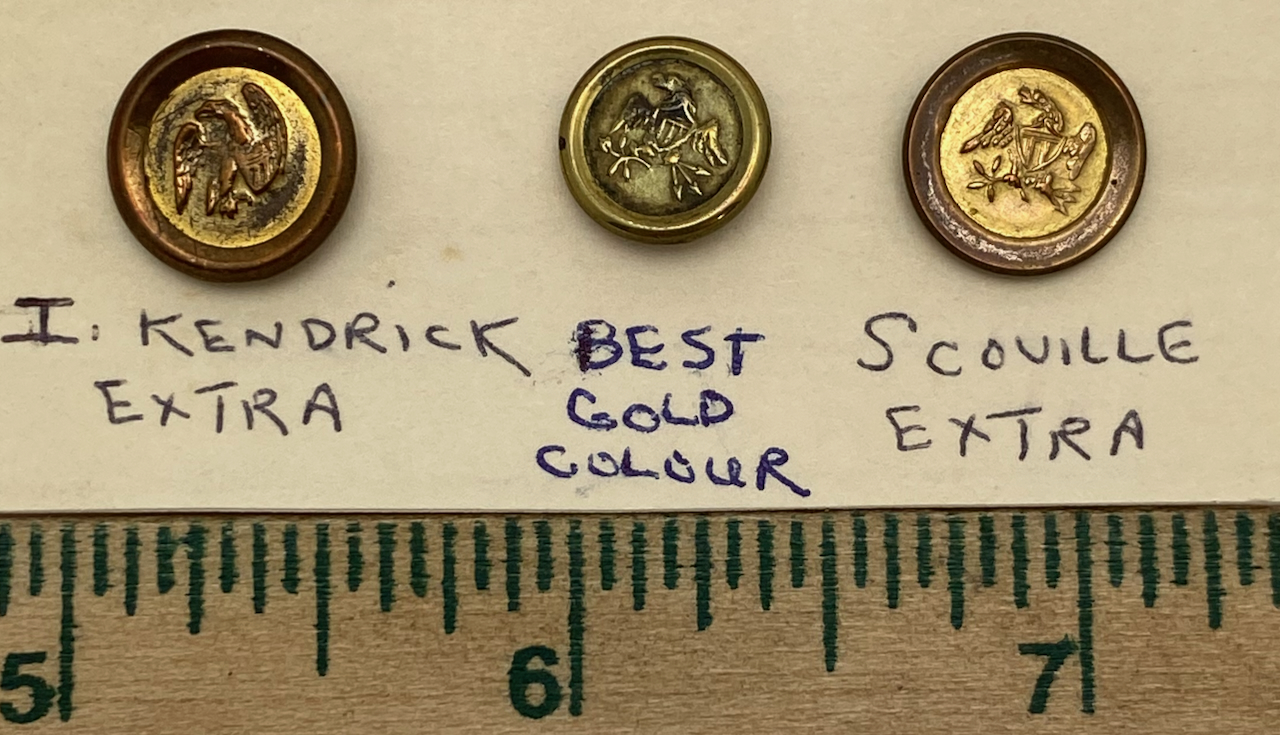 I. KENDRICK BEST SCOVILLE
EXTRA GOLD EXTRA
COLOUR
5 6 7